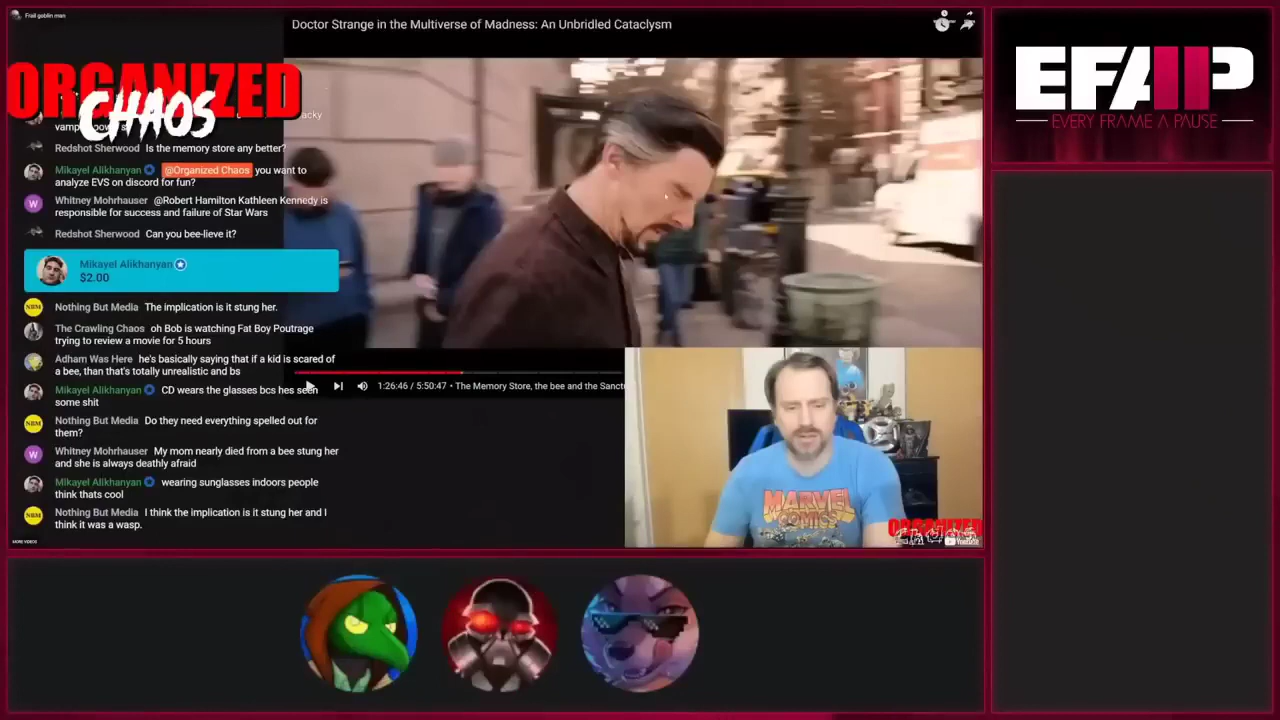 Frail goblin men
Doctor Strange in the Multiverse of Madness: An Unbridled Cataclysm
ORGANIZED
CHAOS
EFAP
EVERY FRAME A PAUSE
Redshot Sherwood Is the memory store any better?
Mikayel Alikhanyan @Organized Chaos you want to
analyze EVS on discord for fun?
Whitney Mohrhauser @Robert Hamilton Kathleen Kennedy is
responsible for success and failure of Star Wars
Redshot Sherwood Can you bee-lieve it?
Mikayel Alikhanyan
$2.00
Nothing But Media The implication is it stung her.
The Crawling Chaos oh Bob is watching Fat Boy Poutrage
trying to review a movie for 5 hours
Adham Was Here he's basically saying that if a kid is scared of
a bee, than that's totally unrealistic and bs
Mikayel Alikhanyan CD wears the glasses bcs hes seen
some shit
Nothing But Media Do they need everything spelled out for
them?
Whitney Mohrhauser My mom nearly died from a bee stung her
and she is always deathly afraid
Mikayel Alikhanyan wearing sunglasses indoors people
think thats cool
Nothing But Media I think the implication is it stung her and I
think it was a wasp.
MORE VIDEOS
1:26:46 / 5:50:47 • The Memory Store, the bee and the Sanctu
MARVEL
COMICS
ORGANIZED
YouTube